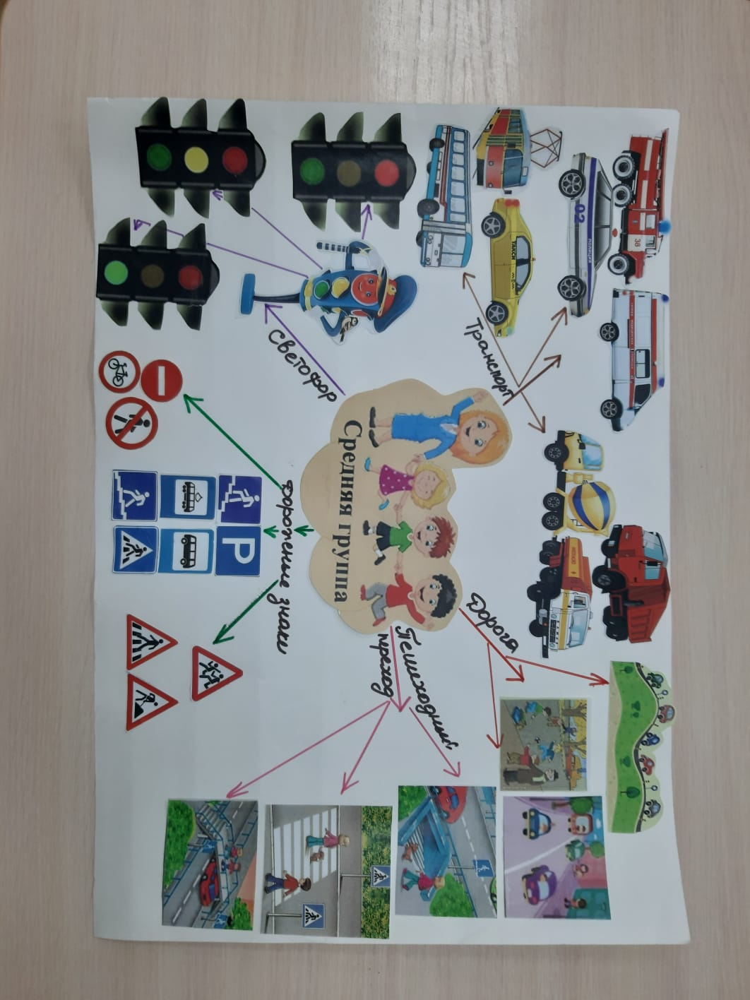 Средняя группа
Светофор
Транспорт
Дорога
Пешеходный
переход
Дорожные знаки
ТАКСИ
02
ПОЛИЦИЯ
38
P